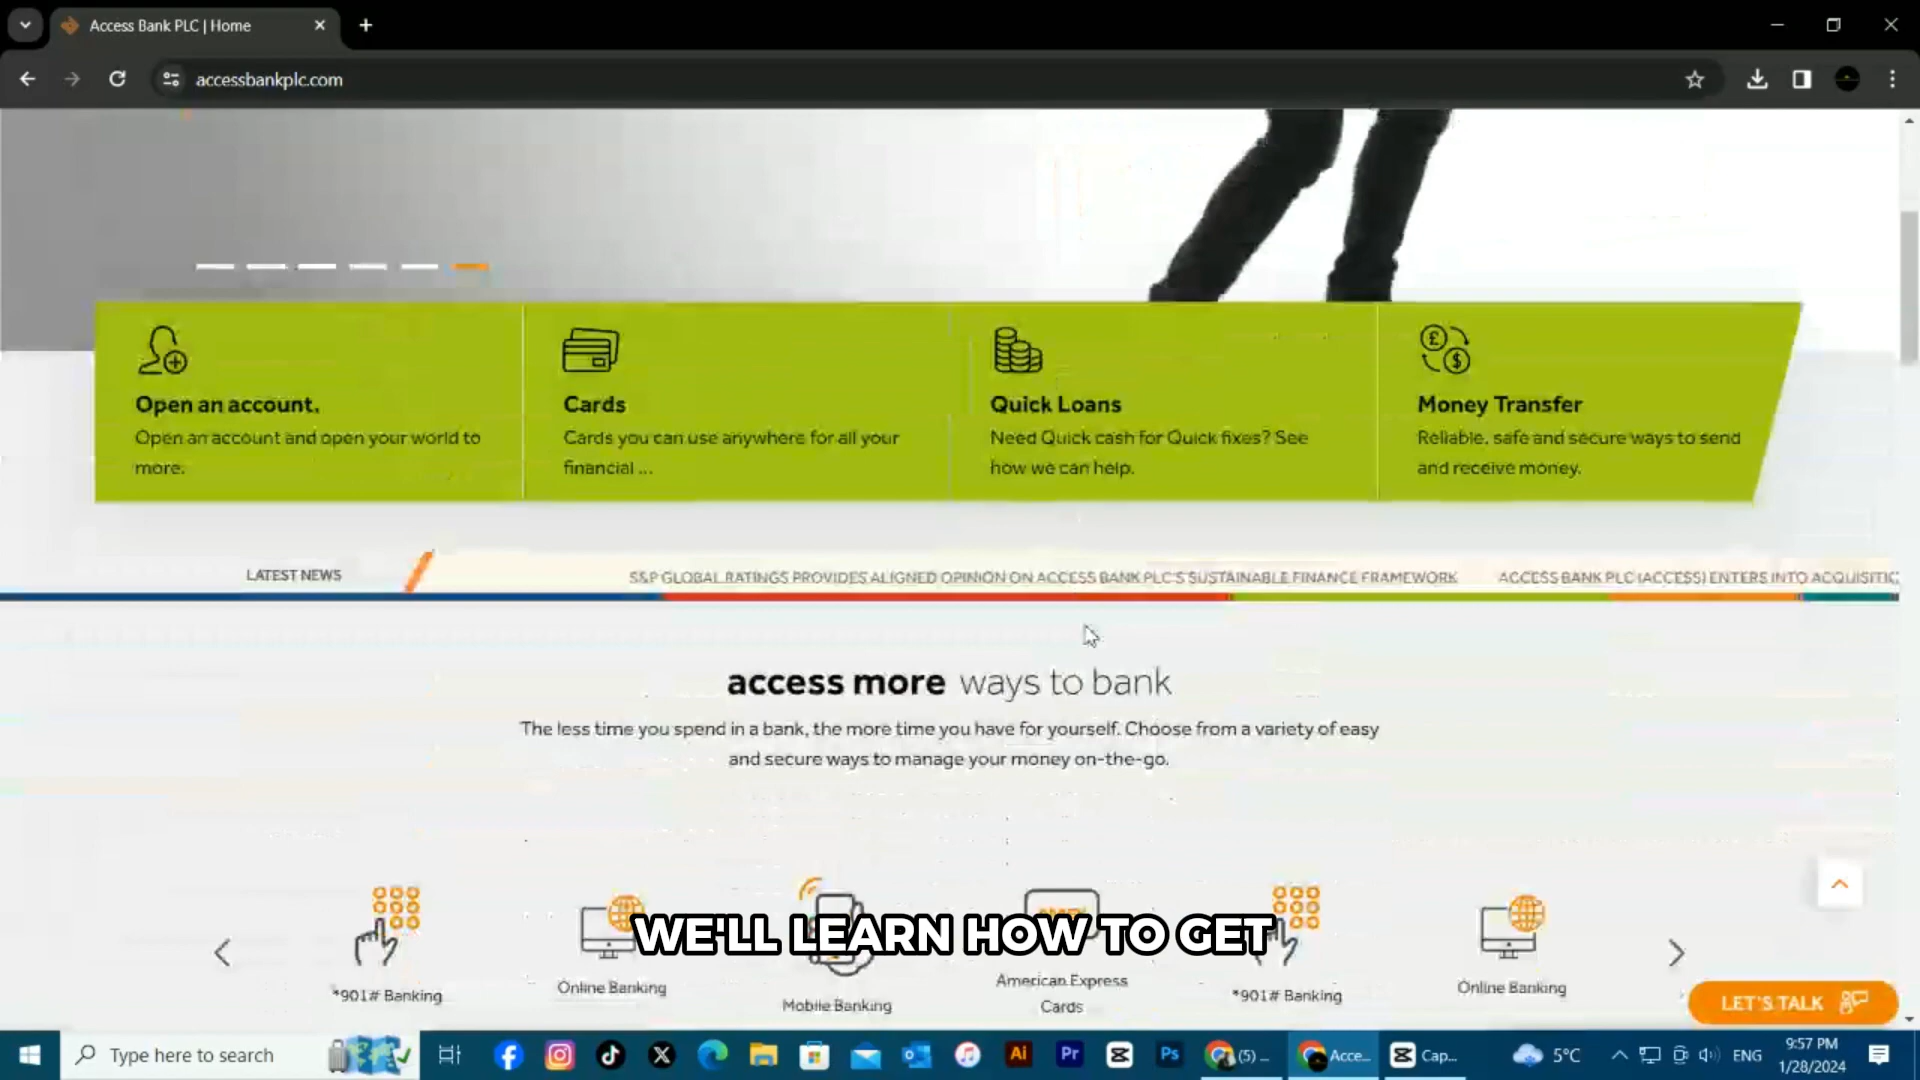 Access Bank PLC | Home
accessbankplc.com
Open an account.
Open an account and open your world to
more.
Cards
Cards you can use anywhere for all your
financial ...
Quick Loans
Need Quick cash for Quick fixes? See
how we can help.
Money Transfer
Reliable, safe and secure ways to send
and receive money.
LATEST NEWS
S&P GLOBAL RATINGS PROVIDES ALIGNED OPINION ON ACCESS BANK PLC'S SUSTAINABLE FINANCE FRAMEWORK
ACCESS BANK PLC (ACCESS) ENTERS INTO ACQUISITIC
access more ways to bank
The less time you spend in a bank, the more time you have for yourself. Choose from a variety of easy
and secure ways to manage your money on-the-go.
WE'LL LEARN HOW TO GET
*901# Banking
Online Banking
Mobile Banking
American Express
Cards
*901# Banking
Online Banking
LET'S TALK
Type here to search
Ai
Pr
Ps
(5) ...
Acce...
Cap...
5°C
ENG
9:57 PM
1/28/2024